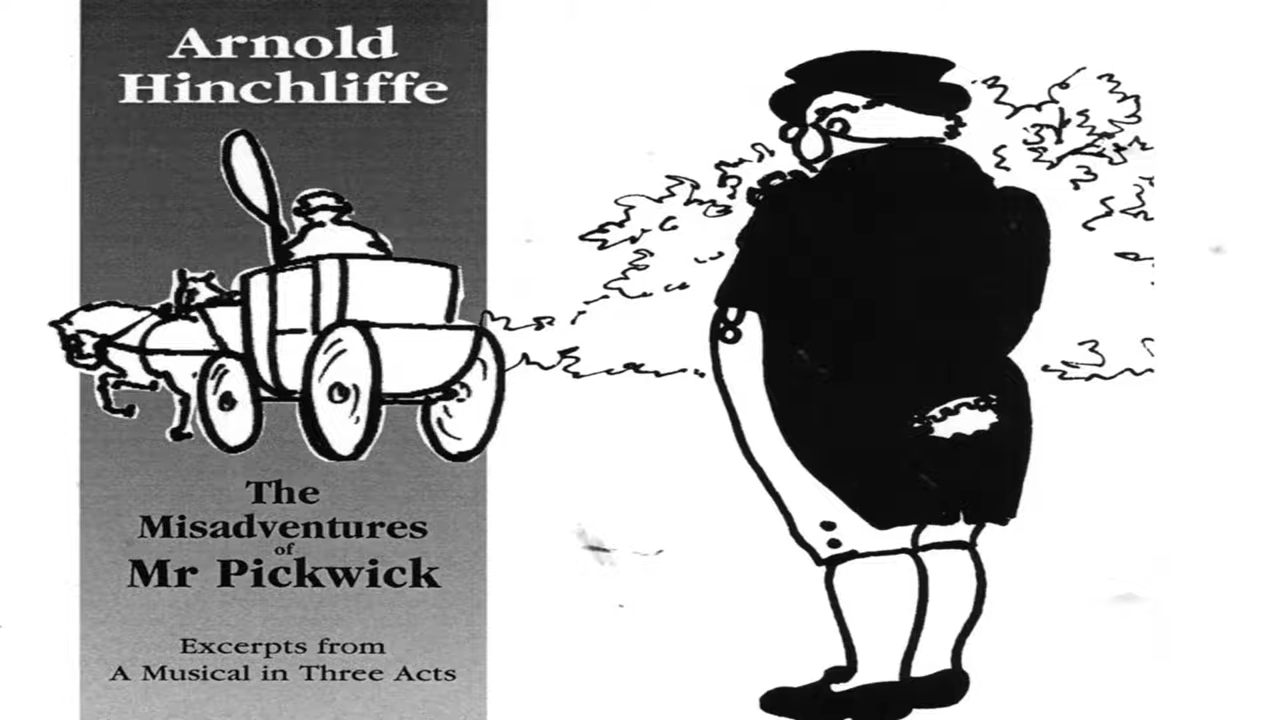 Arnold
Hinchliffe
The
Misadventures
of
Mr Pickwick
Excerpts from
A Musical in Three Acts